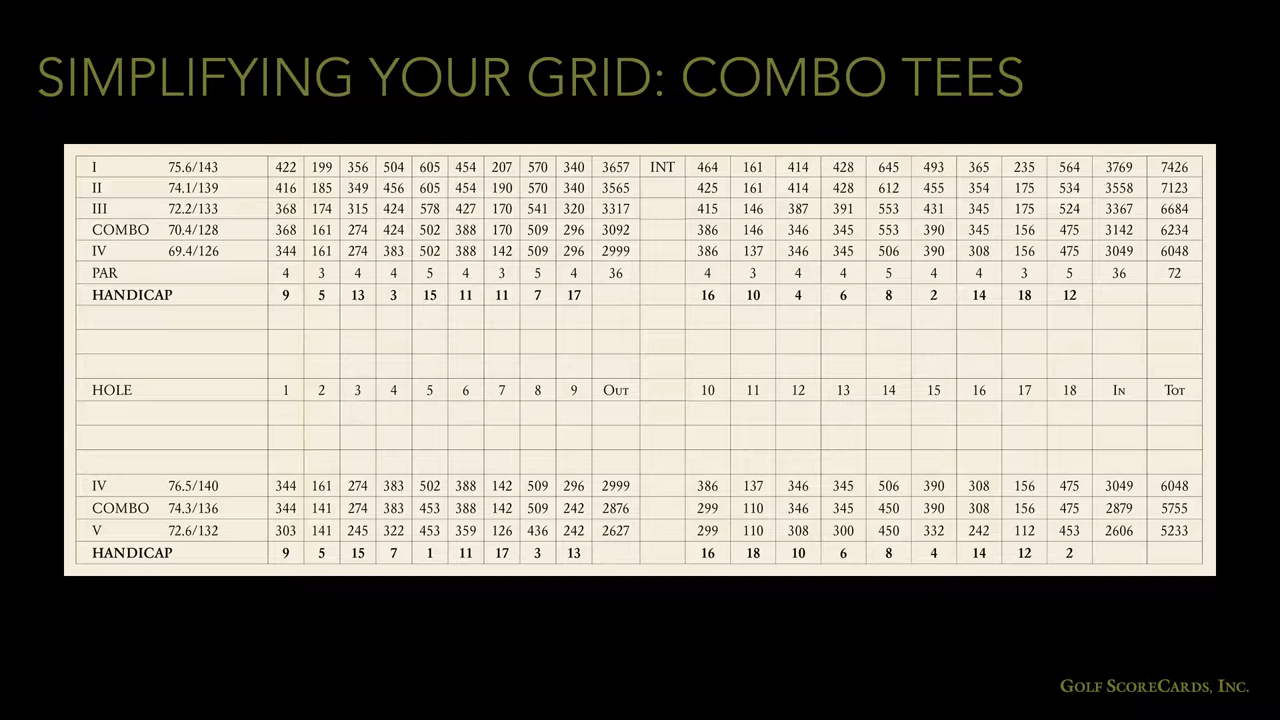 SIMPLIFYING YOUR GRID: COMBO TEES
I 75.6/143 422 199 356 504 605 454 207 570 340 3657 INT 464 161 414 428 645 493 365 235 564 3769 7426
II 74.1/139 416 185 349 456 605 454 190 570 340 3565 425 161 414 428 612 455 354 175 534 3558 7123
III 72.2/133 368 174 315 424 578 427 170 541 320 3317 415 146 387 391 553 431 345 175 524 3367 6684
COMBO 70.4/128 368 161 274 424 502 388 170 509 296 3092 386 146 346 345 553 390 345 156 475 3142 6234
IV 69.4/126 344 161 274 383 502 388 142 509 296 2999 386 137 346 345 506 390 308 156 475 3049 6048
PAR 4 3 4 4 5 4 3 5 4 36 4 3 4 4 5 4 4 3 5 36 72
HANDICAP 9 5 13 3 15 11 11 7 17 16 10 4 6 8 2 14 18 12
HOLE 1 2 3 4 5 6 7 8 9 OUT 10 11 12 13 14 15 16 17 18 IN TOT
IV 76.5/140 344 161 274 383 502 388 142 509 296 2999 386 137 346 345 506 390 308 156 475 3049 6048
COMBO 74.3/136 344 141 274 383 453 388 142 509 242 2876 299 110 346 345 450 390 308 156 475 2879 5755
V 72.6/132 303 141 245 322 453 359 126 436 242 2627 299 110 308 300 450 332 242 112 453 2606 5233
HANDICAP 9 5 15 7 1 11 17 3 13 16 18 10 6 8 4 14 12 2
GOLF SCORECARDS, INC.